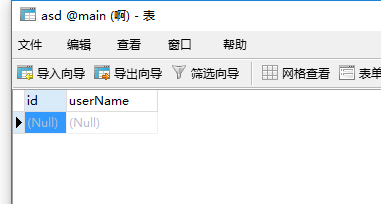 asd @main (啊) - 表
文件 编辑 查看 窗口 帮助
导入向导 导出向导 筛选向导 网格查看 表单
id userName
(Null) (Null)